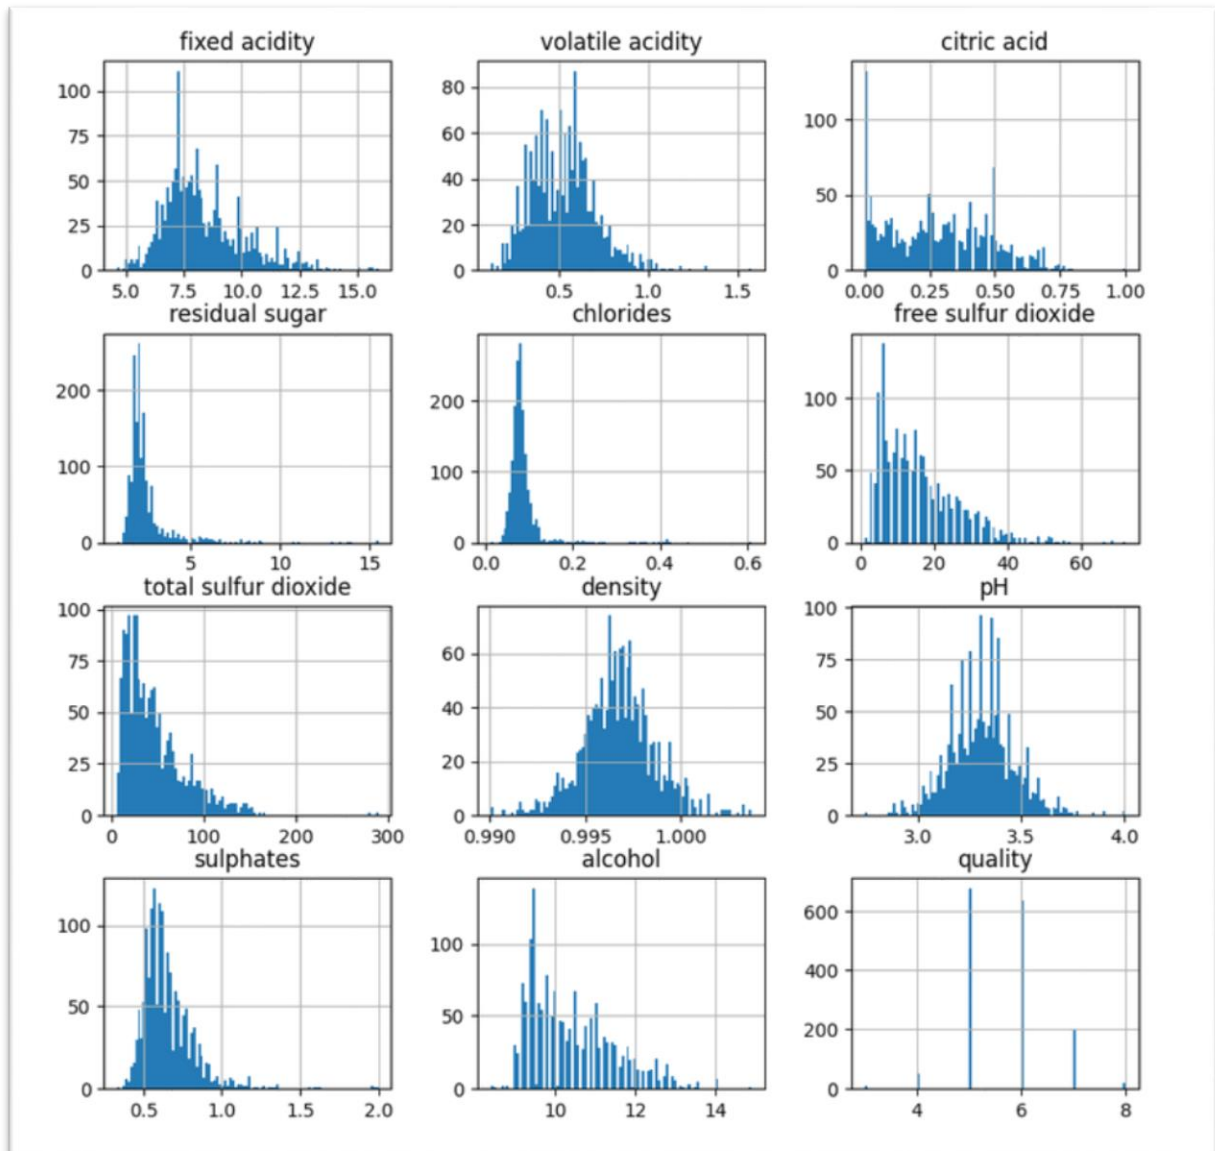 fixed acidity
100
75
50
25
0
5.0 7.5 10.0 12.5 15.0
volatile acidity
80
60
40
20
0
0.5 1.0 1.5
citric acid
100
50
0
0.00 0.25 0.50 0.75 1.00
residual sugar
200
100
0
5 10 15
chlorides
200
100
0
0.0 0.2 0.4 0.6
free sulfur dioxide
100
50
0
0 20 40 60
total sulfur dioxide
100
75
50
25
0
0 100 200 300
density
60
40
20
0
0.990 0.995 1.000
pH
100
75
50
25
0
3.0 3.5 4.0
sulphates
100
50
0
0.5 1.0 1.5 2.0
alcohol
100
50
0
10 12 14
quality
600
400
200
0
4 6 8